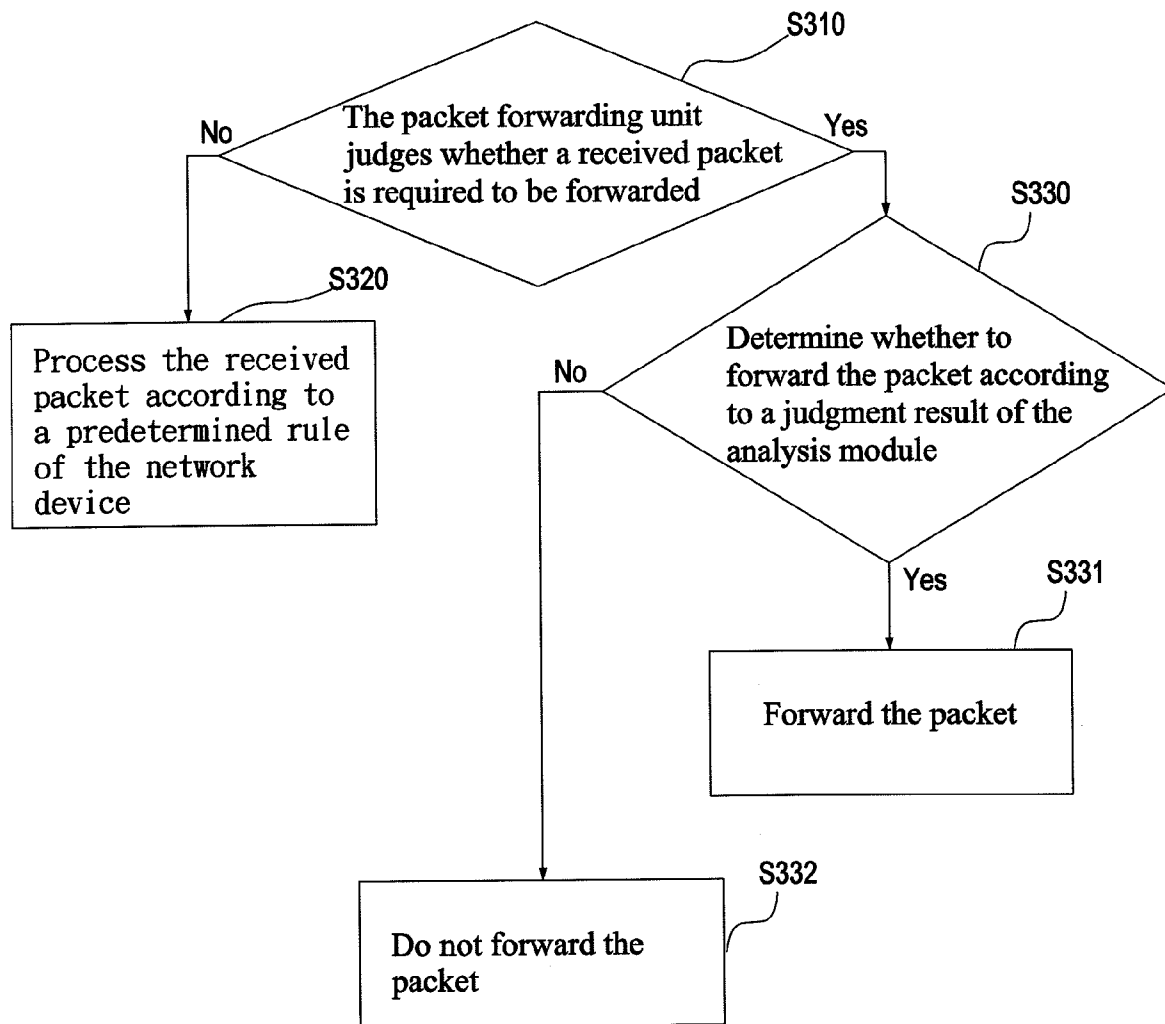 S310
The packet forwarding unit
judges whether a received packet
is required to be forwarded
No
Yes
S320
Process the received
packet according to
a predetermined rule
of the network
device
S330
Determine whether to
forward the packet according
to a judgment result of the
analysis module
No
Yes
S331
Forward the packet
S332
Do not forward the
packet